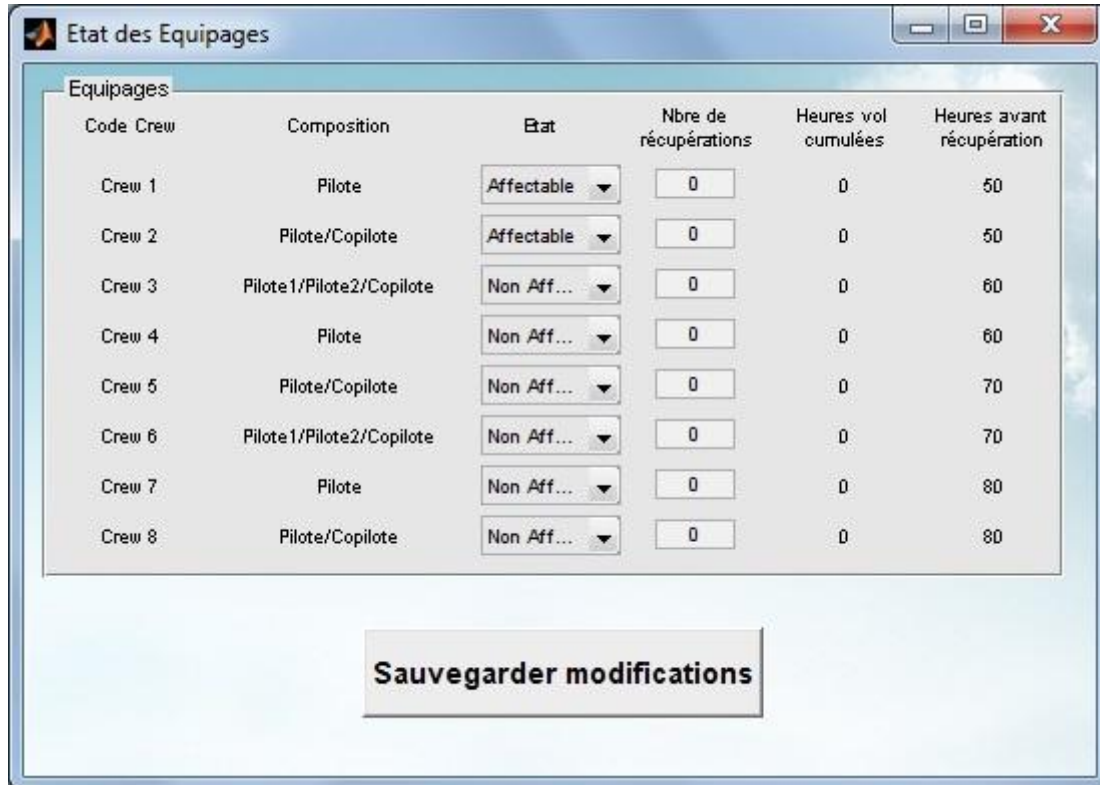 Etat des Equipages
Equipages
Code Crew Composition Etat Nbre de récupérations Heures vol cumulées Heures avant récupération
Crew 1 Pilote Affectable 0 0 50
Crew 2 Pilote/Copilote Affectable 0 0 50
Crew 3 Pilote1/Pilote2/Copilote Non Aff... 0 0 60
Crew 4 Pilote Non Aff... 0 0 60
Crew 5 Pilote/Copilote Non Aff... 0 0 70
Crew 6 Pilote1/Pilote2/Copilote Non Aff... 0 0 70
Crew 7 Pilote Non Aff... 0 0 80
Crew 8 Pilote/Copilote Non Aff... 0 0 80
Sauvegarder modifications